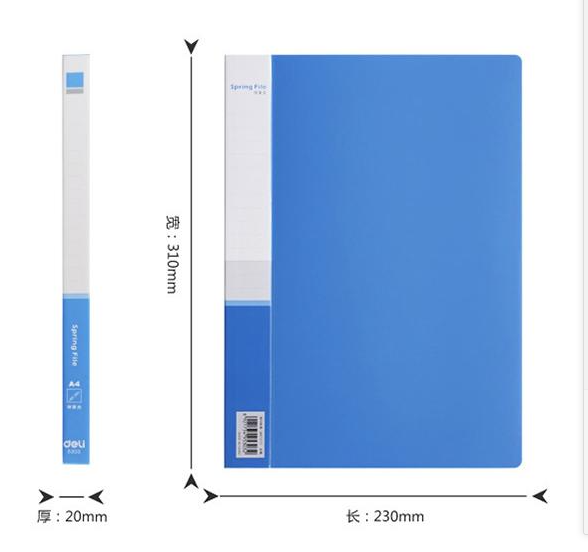 Spring File
Spring File
A4
deli
宽：310mm
厚：20mm
长：230mm